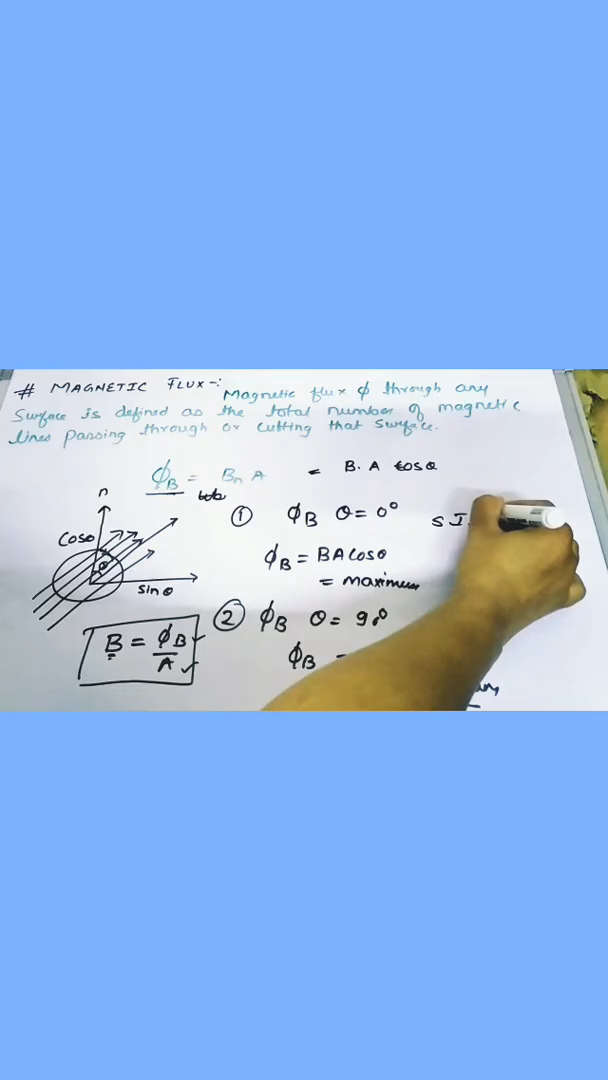 # MAGNETIC FLUX-: Magnetic flux ϕ through any
Surface is defined as the total number of magnetic
lines passing through or cutting that surface.
ϕB = Bn A = B. A cosθ
wb
n
cosθ
θ
sinθ
① ϕB θ = 0°
S I
ϕB = BA cosθ
= maximum
② ϕB θ = 90°
ϕB =
B = ϕB/A